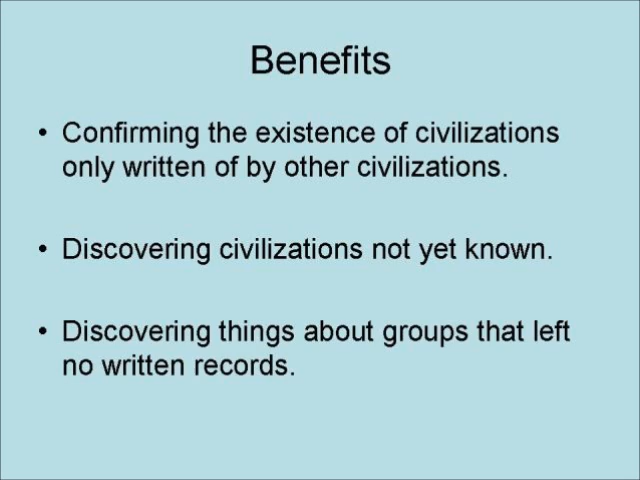 Benefits
• Confirming the existence of civilizations
only written of by other civilizations.
• Discovering civilizations not yet known.
• Discovering things about groups that left
no written records.